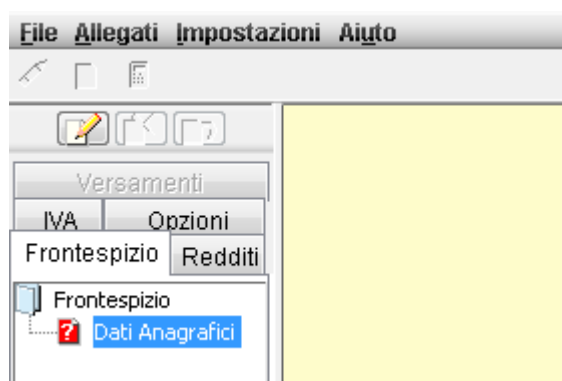 File Allegati Impostazioni Aiuto
Versamenti
IVA Opzioni
Frontespizio Redditi
Frontespizio
? Dati Anagrafici